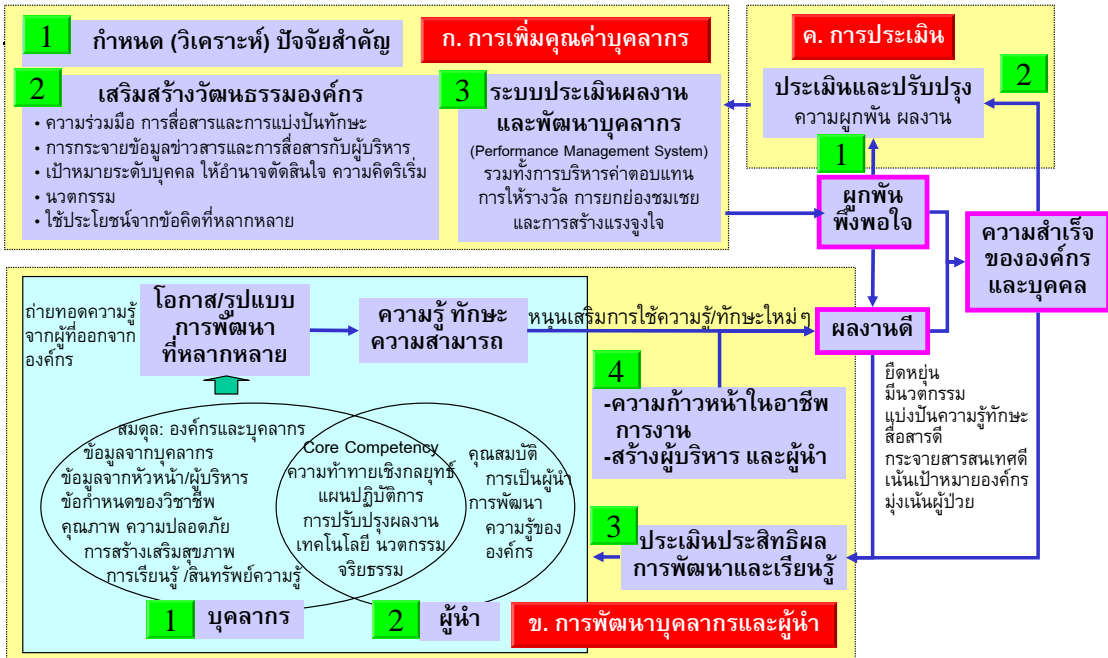 1
กำหนด (วิเคราะห์) ปัจจัยสำคัญ
ก. การเพิ่มคุณค่าบุคลากร
2
เสริมสร้างวัฒนธรรมองค์กร
• ความร่วมมือ การสื่อสารและการแบ่งปันทักษะ
• การกระจายข้อมูลข่าวสารและการสื่อสารกับผู้บริหาร
• เป้าหมายระดับบุคคล ให้อำนาจตัดสินใจ ความคิดริเริ่ม
• นวตกรรม
• ใช้ประโยชน์จากข้อคิดที่หลากหลาย
3
ระบบประเมินผลงาน
และพัฒนาบุคลากร
(Performance Management System)
รวมทั้งการบริหารค่าตอบแทน
การให้รางวัล การยกย่องชมเชย
และการสร้างแรงจูงใจ
ค. การประเมิน
2
ประเมินและปรับปรุง
ความผูกพัน ผลงาน
1
ผูกพัน
พึงพอใจ
ความสำเร็จ
ขององค์กร
และบุคคล
ถ่ายทอดความรู้
จากผู้ที่ออกจาก
องค์กร
โอกาส/รูปแบบ
การพัฒนา
ที่หลากหลาย
ความรู้ ทักษะ
ความสามารถ
หนุนเสริมการใช้ความรู้/ทักษะใหม่ๆ
ผลงานดี
4
-ความก้าวหน้าในอาชีพ
การงาน
-สร้างผู้บริหาร และผู้นำ
ยืดหยุ่น
มีนวตกรรม
แบ่งปันความรู้ทักษะ
สื่อสารดี
กระจายสารสนเทศดี
เน้นเป้าหมายองค์กร
มุ่งเน้นผู้ป่วย
สมดุล: องค์กรและบุคลากร
ข้อมูลจากบุคลากร
ข้อมูลจากหัวหน้า/ผู้บริหาร
ข้อกำหนดของวิชาชีพ
คุณภาพ ความปลอดภัย
การสร้างเสริมสุขภาพ
การเรียนรู้ /สินทรัพย์ความรู้
Core Competency
ความท้าทายเชิงกลยุทธ์
แผนปฏิบัติการ
การปรับปรุงผลงาน
เทคโนโลยี นวตกรรม
จริยธรรม
คุณสมบัติ
การเป็นผู้นำ
การพัฒนา
ความรู้ของ
องค์กร
3
ประเมินประสิทธิผล
การพัฒนาและเรียนรู้
1
บุคลากร
2
ผู้นำ
ข. การพัฒนาบุคลากรและผู้นำ